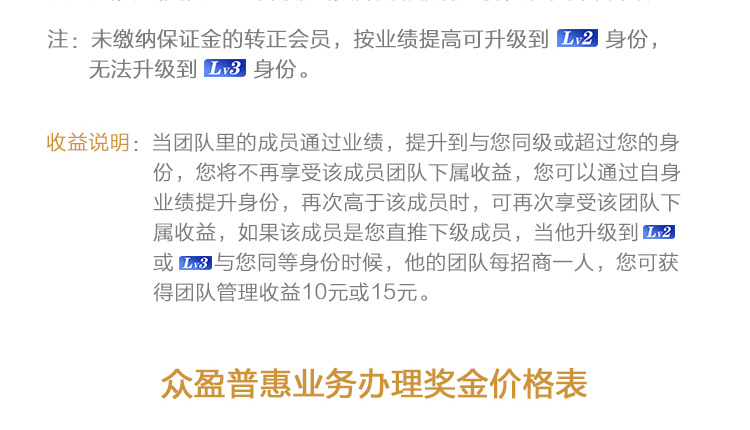 注：未缴纳保证金的转正会员，按业绩提高可升级到 Lv2 身份，
无法升级到 Lv3 身份。
收益说明：当团队里的成员通过业绩，提升到与您同级或超过您的身
份，您将不再享受该成员团队下属收益，您可以通过自身
业绩提升身份，再次高于该成员时，可再次享受该团队下
属收益，如果该成员是您直推下级成员，当他升级到 Lv2
或 Lv3 与您同等身份时候，他的团队每招商一人，您可获
得团队管理收益10元或15元。
众盈普惠业务办理奖金价格表